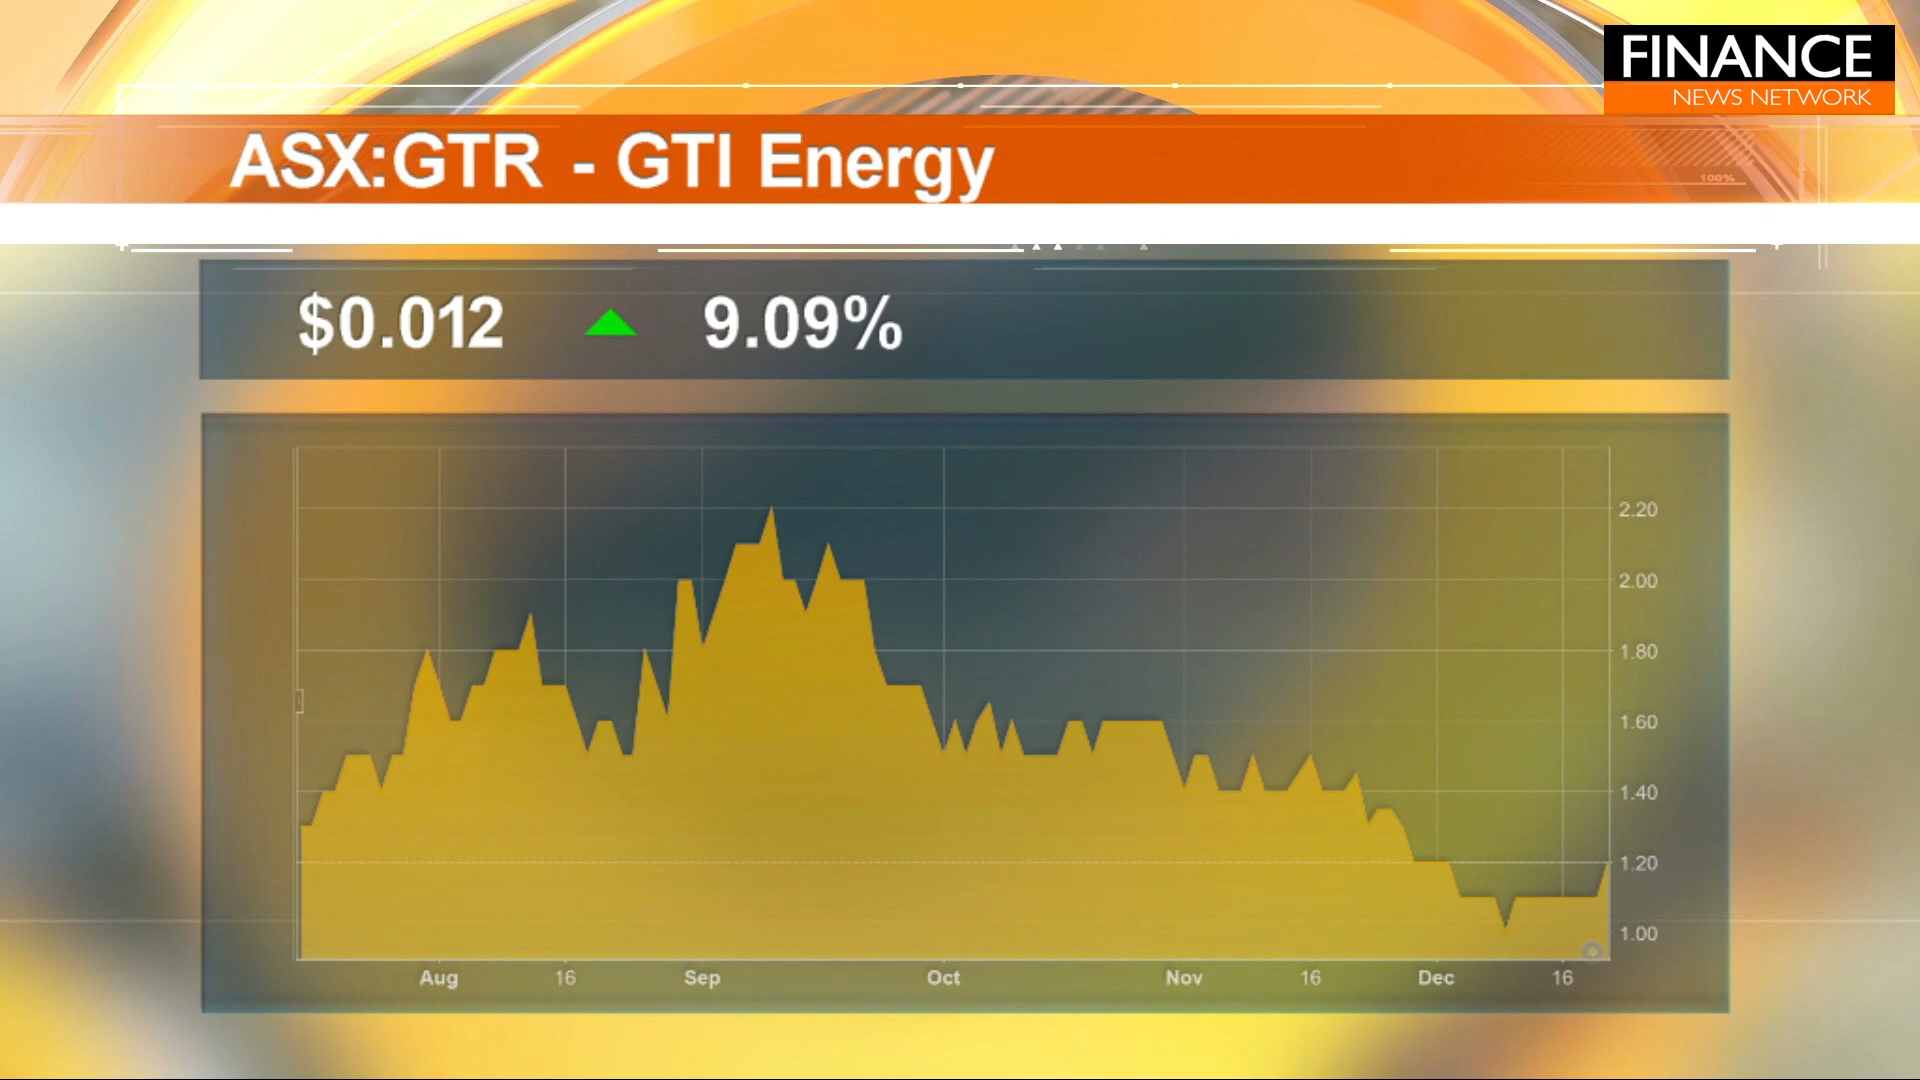 FINANCE
NEWS NETWORK
ASX:GTR - GTI Energy
100%
$0.012 9.09%
2.20
2.00
1.80
1.60
1.40
1.20
1.00
Aug 16 Sep Oct Nov 16 Dec 16